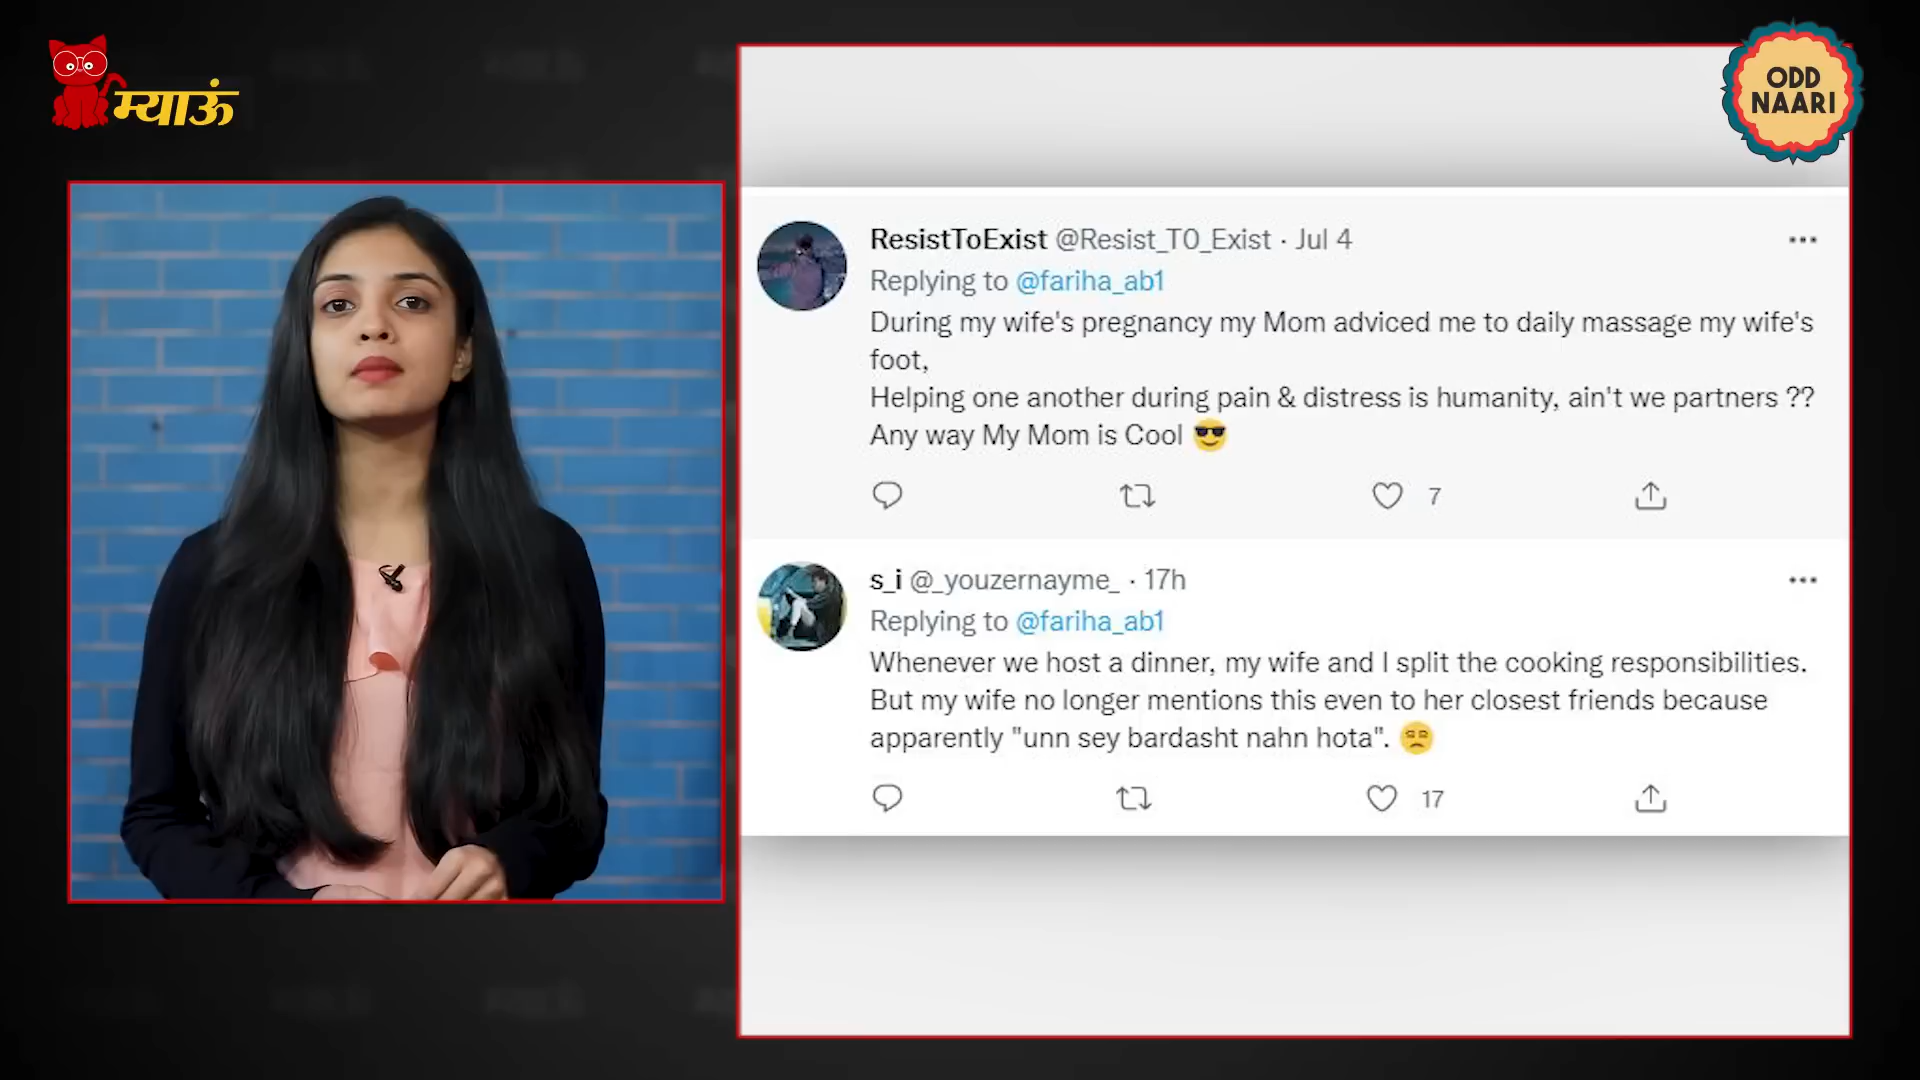 म्याऊं
ODD
NAARI
ResistToExist @Resist_T0_Exist · Jul 4
Replying to @fariha_ab1
During my wife's pregnancy my Mom adviced me to daily massage my wife's
foot,
Helping one another during pain & distress is humanity, ain't we partners ??
Any way My Mom is Cool 😎
7
s_i @_youzernayme_ · 17h
Replying to @fariha_ab1
Whenever we host a dinner, my wife and I split the cooking responsibilities.
But my wife no longer mentions this even to her closest friends because
apparently "unn sey bardasht nahn hota". 😒
17